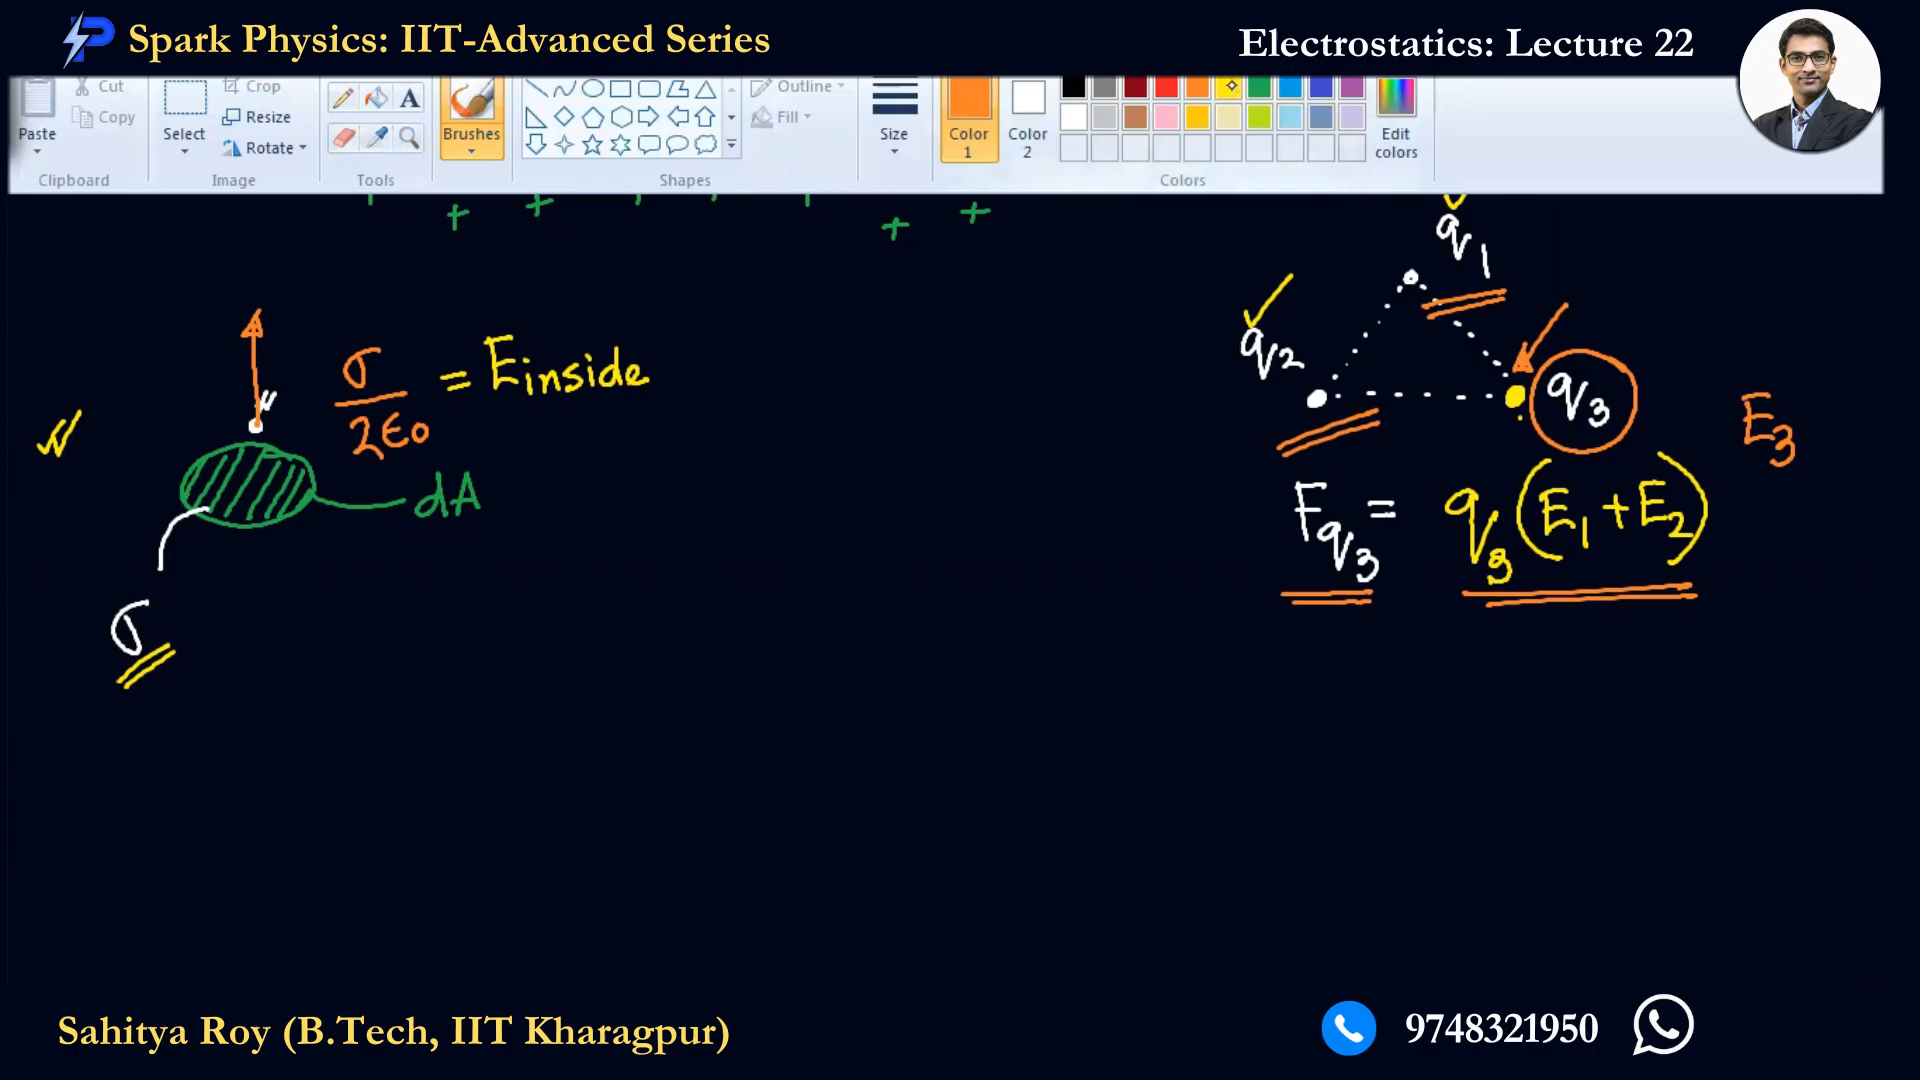 Spark Physics: IIT-Advanced Series
Electrostatics: Lecture 22
Cut
Crop
Outline
Copy
Resize
Fill
Paste
Select
Rotate
Brushes
Size
Color 1
Color 2
Edit colors
Clipboard
Image
Tools
Shapes
Colors
+ +
+ +
q1
q2
q3
σ/2ε0 = Einside
E3
dA
Fq3 = q3(E1+E2)
σ
Sahitya Roy (B.Tech, IIT Kharagpur)
9748321950